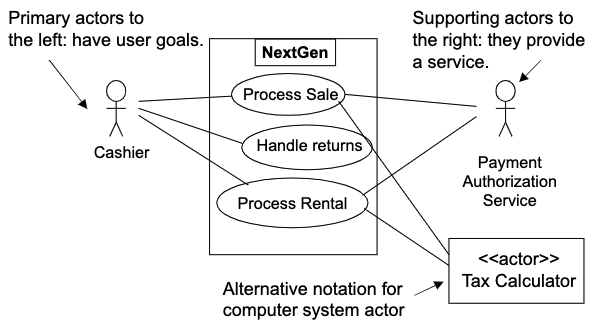 Primary actors to
the left: have user goals.
Supporting actors to
the right: they provide
a service.
NextGen
Process Sale
Handle returns
Process Rental
Cashier
Payment
Authorization
Service
<<actor>>
Tax Calculator
Alternative notation for
computer system actor